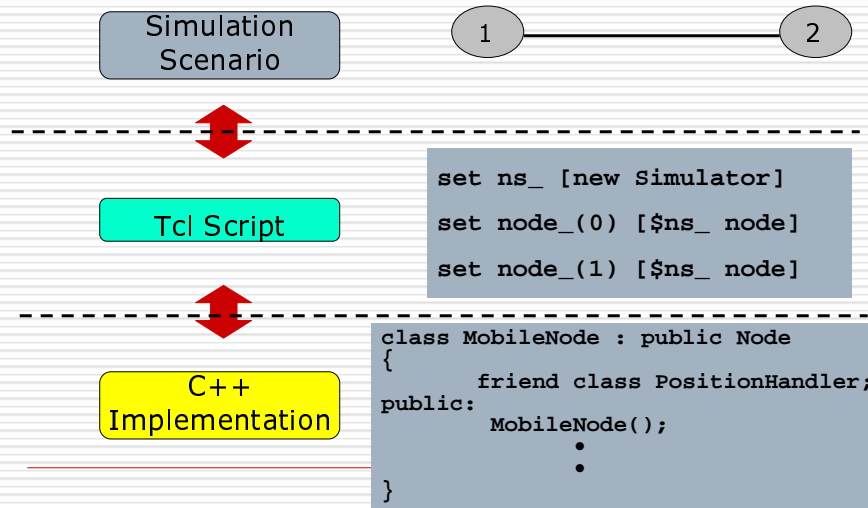 Simulation
Scenario
1
2
Tcl Script
set ns_ [new Simulator]
set node_(0) [$ns_ node]
set node_(1) [$ns_ node]
C++
Implementation
class MobileNode : public Node
{
friend class PositionHandler;
public:
MobileNode();
•
•
}